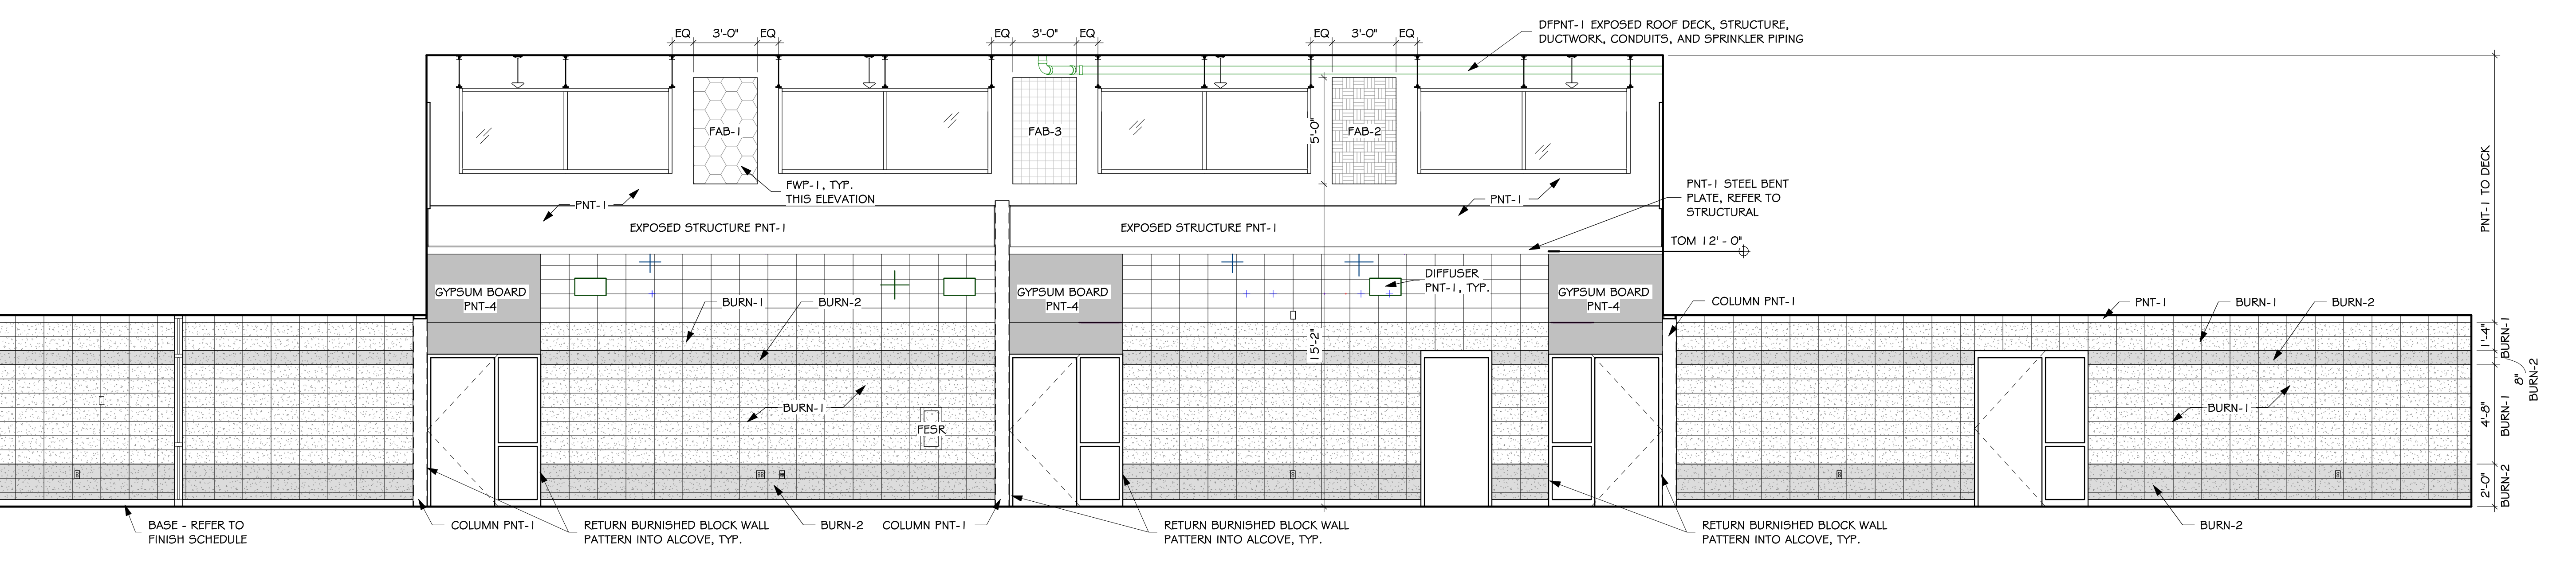 EQ 3'-0" EQ
EQ 3'-0" EQ
EQ 3'-0" EQ
DFPNT-1 EXPOSED ROOF DECK, STRUCTURE,
DUCTWORK, CONDUITS, AND SPRINKLER PIPING
FAB-1
FAB-3
FAB-2
5'-0"
FWP-1, TYP.
THIS ELEVATION
PNT-1
PNT-1
PNT-1 STEEL BENT
PLATE, REFER TO
STRUCTURAL
PNT-1 TO DECK
EXPOSED STRUCTURE PNT-1
EXPOSED STRUCTURE PNT-1
TOM 12' - 0"
GYPSUM BOARD
PNT-4
BURN-1
BURN-2
GYPSUM BOARD
PNT-4
DIFFUSER
PNT-1, TYP.
GYPSUM BOARD
PNT-4
COLUMN PNT-1
PNT-1
BURN-1
BURN-2
15'-2"
1'-4"
BURN-1
8"
BURN-2
4'-8"
BURN-1
2'-0"
BURN-2
BURN-1
FESR
BURN-1
BASE - REFER TO
FINISH SCHEDULE
COLUMN PNT-1
RETURN BURNISHED BLOCK WALL
PATTERN INTO ALCOVE, TYP.
BURN-2
COLUMN PNT-1
RETURN BURNISHED BLOCK WALL
PATTERN INTO ALCOVE, TYP.
RETURN BURNISHED BLOCK WALL
PATTERN INTO ALCOVE, TYP.
BURN-2